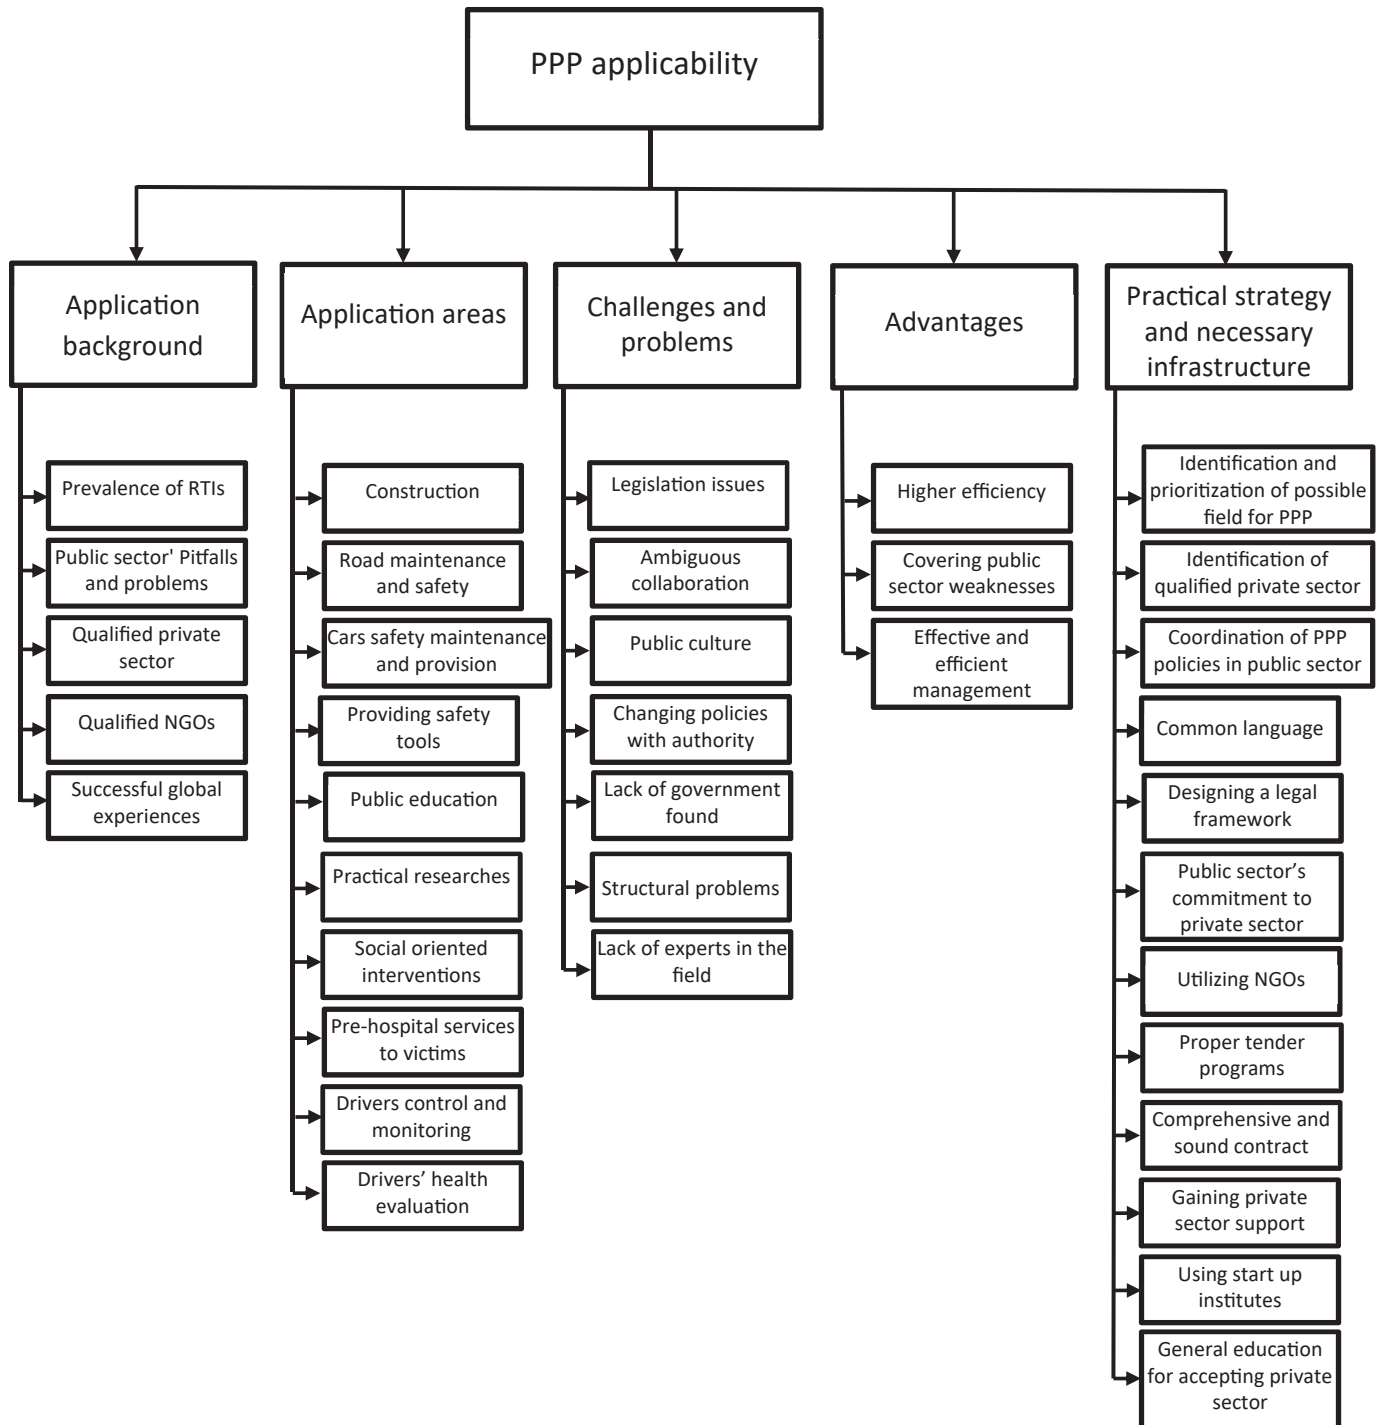 PPP applicability
Application
background
Application areas
Challenges and
problems
Advantages
Practical strategy
and necessary
infrastructure
Prevalence of RTIs
Public sector' Pitfalls
and problems
Qualified private
sector
Qualified NGOs
Successful global
experiences
Construction
Road maintenance
and safety
Cars safety maintenance
and provision
Providing safety
tools
Public education
Practical researches
Social oriented
interventions
Pre-hospital services
to victims
Drivers control and
monitoring
Drivers’ health
evaluation
Legislation issues
Ambiguous
collaboration
Public culture
Changing policies
with authority
Lack of government
found
Structural problems
Lack of experts in the
field
Higher efficiency
Covering public
sector weaknesses
Effective and
efficient
management
Identification and
prioritization of possible
field for PPP
Identification of
qualified private sector
Coordination of PPP
policies in public sector
Common language
Designing a legal
framework
Public sector’s
commitment to
private sector
Utilizing NGOs
Proper tender
programs
Comprehensive and
sound contract
Gaining private
sector support
Using start up
institutes
General education
for accepting private
sector